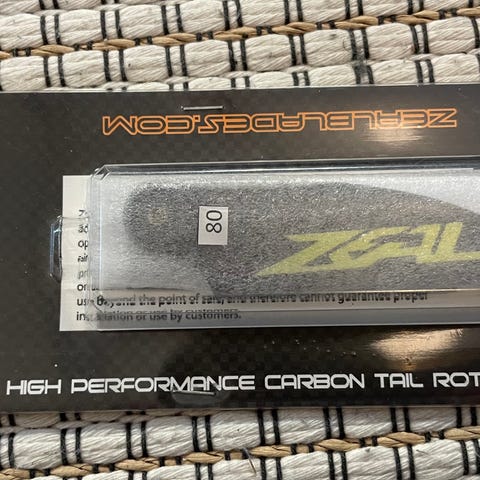 ZEALBLADES.COM
80
ZEAL
use beyond the point of sale, and therefore cannot guarantee proper
installation or use by customers.
HIGH PERFORMANCE CARBON TAIL ROT